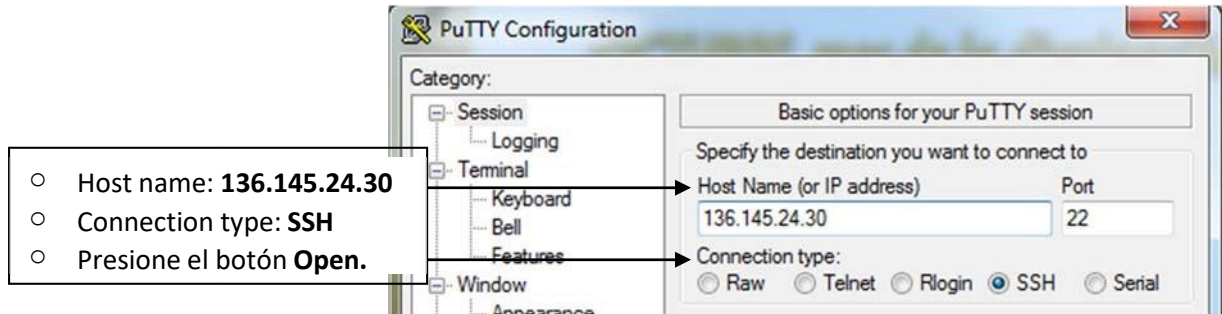 PuTTY Configuration
Category:
Session
Logging
Terminal
Keyboard
Bell
Features
Window
Appearance
Basic options for your PuTTY session
Specify the destination you want to connect to
Host Name (or IP address) Port
136.145.24.30 22
Connection type:
Raw Telnet Rlogin SSH Serial
○ Host name: 136.145.24.30
○ Connection type: SSH
○ Presione el botón Open.